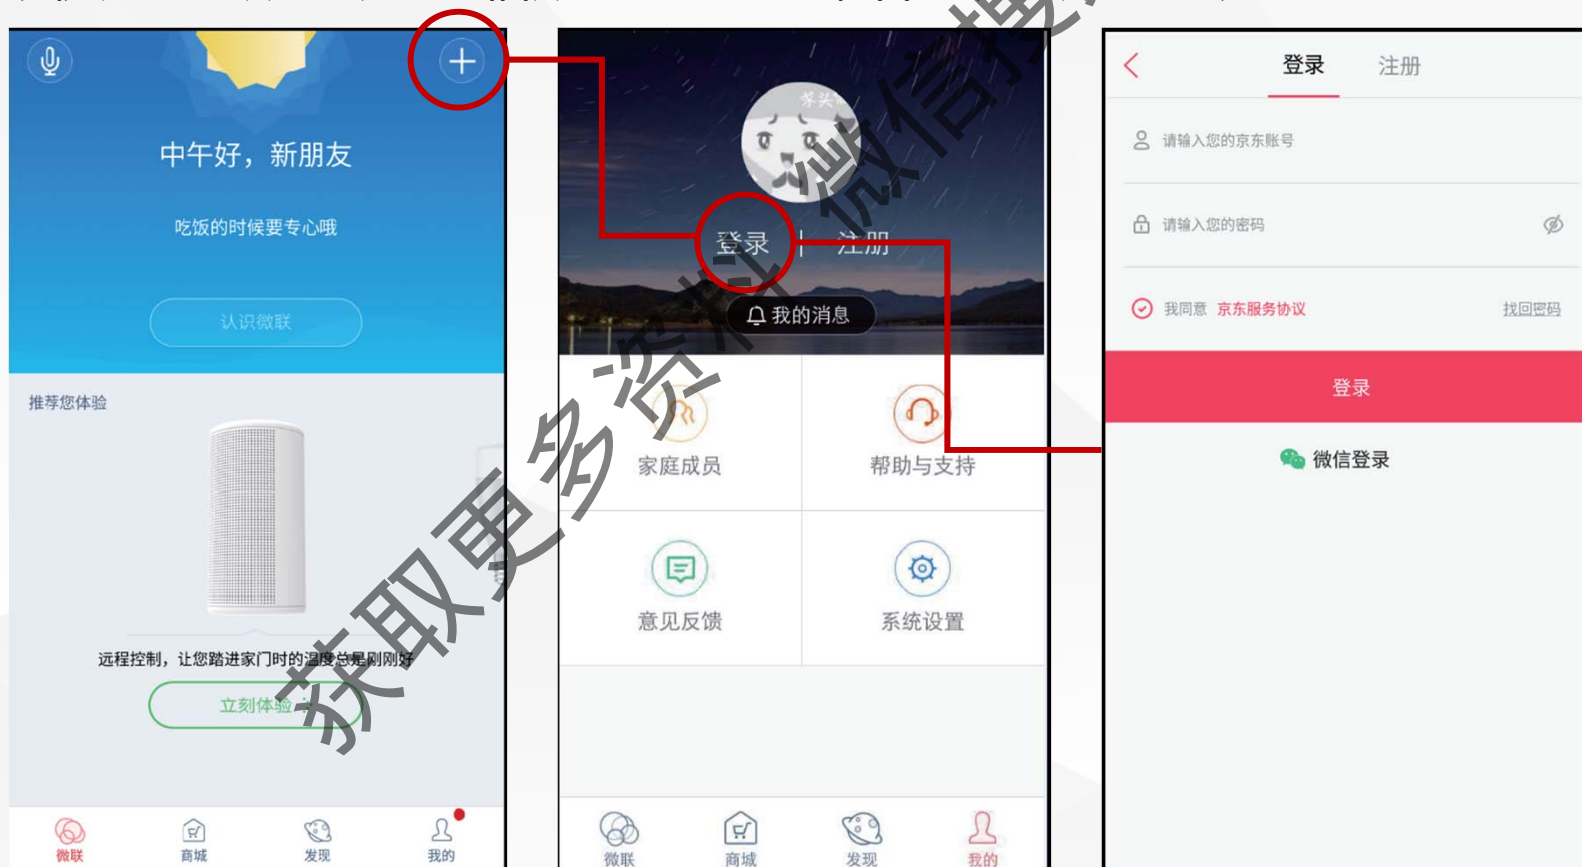 中午好，新朋友
吃饭的时候要专心哦
认识微联
推荐您体验
远程控制，让您踏进家门时的温度总是刚刚好
立刻体验
微联
商城
发现
我的
登录 | 注册
我的消息
家庭成员
帮助与支持
意见反馈
系统设置
微联
商城
发现
我的
登录
注册
请输入您的京东账号
请输入您的密码
我同意 京东服务协议
找回密码
登录
微信登录
获取更多资料 微信搜